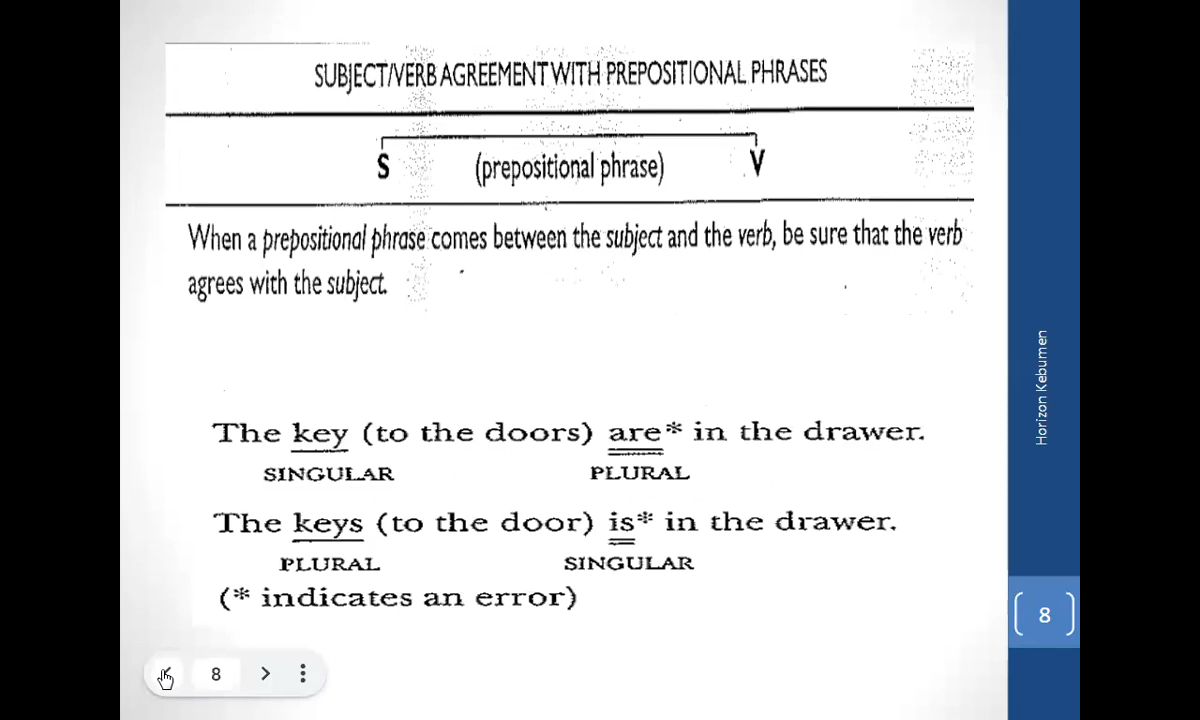 SUBJECT/VERB AGREEMENT WITH PREPOSITIONAL PHRASES
S (prepositional phrase) V
When a prepositional phrase comes between the subject and the verb, be sure that the verb
agrees with the subject.
The key (to the doors) are* in the drawer.
SINGULAR PLURAL
The keys (to the door) is* in the drawer.
PLURAL SINGULAR
(* indicates an error)
Horizon Kebumen
8
8